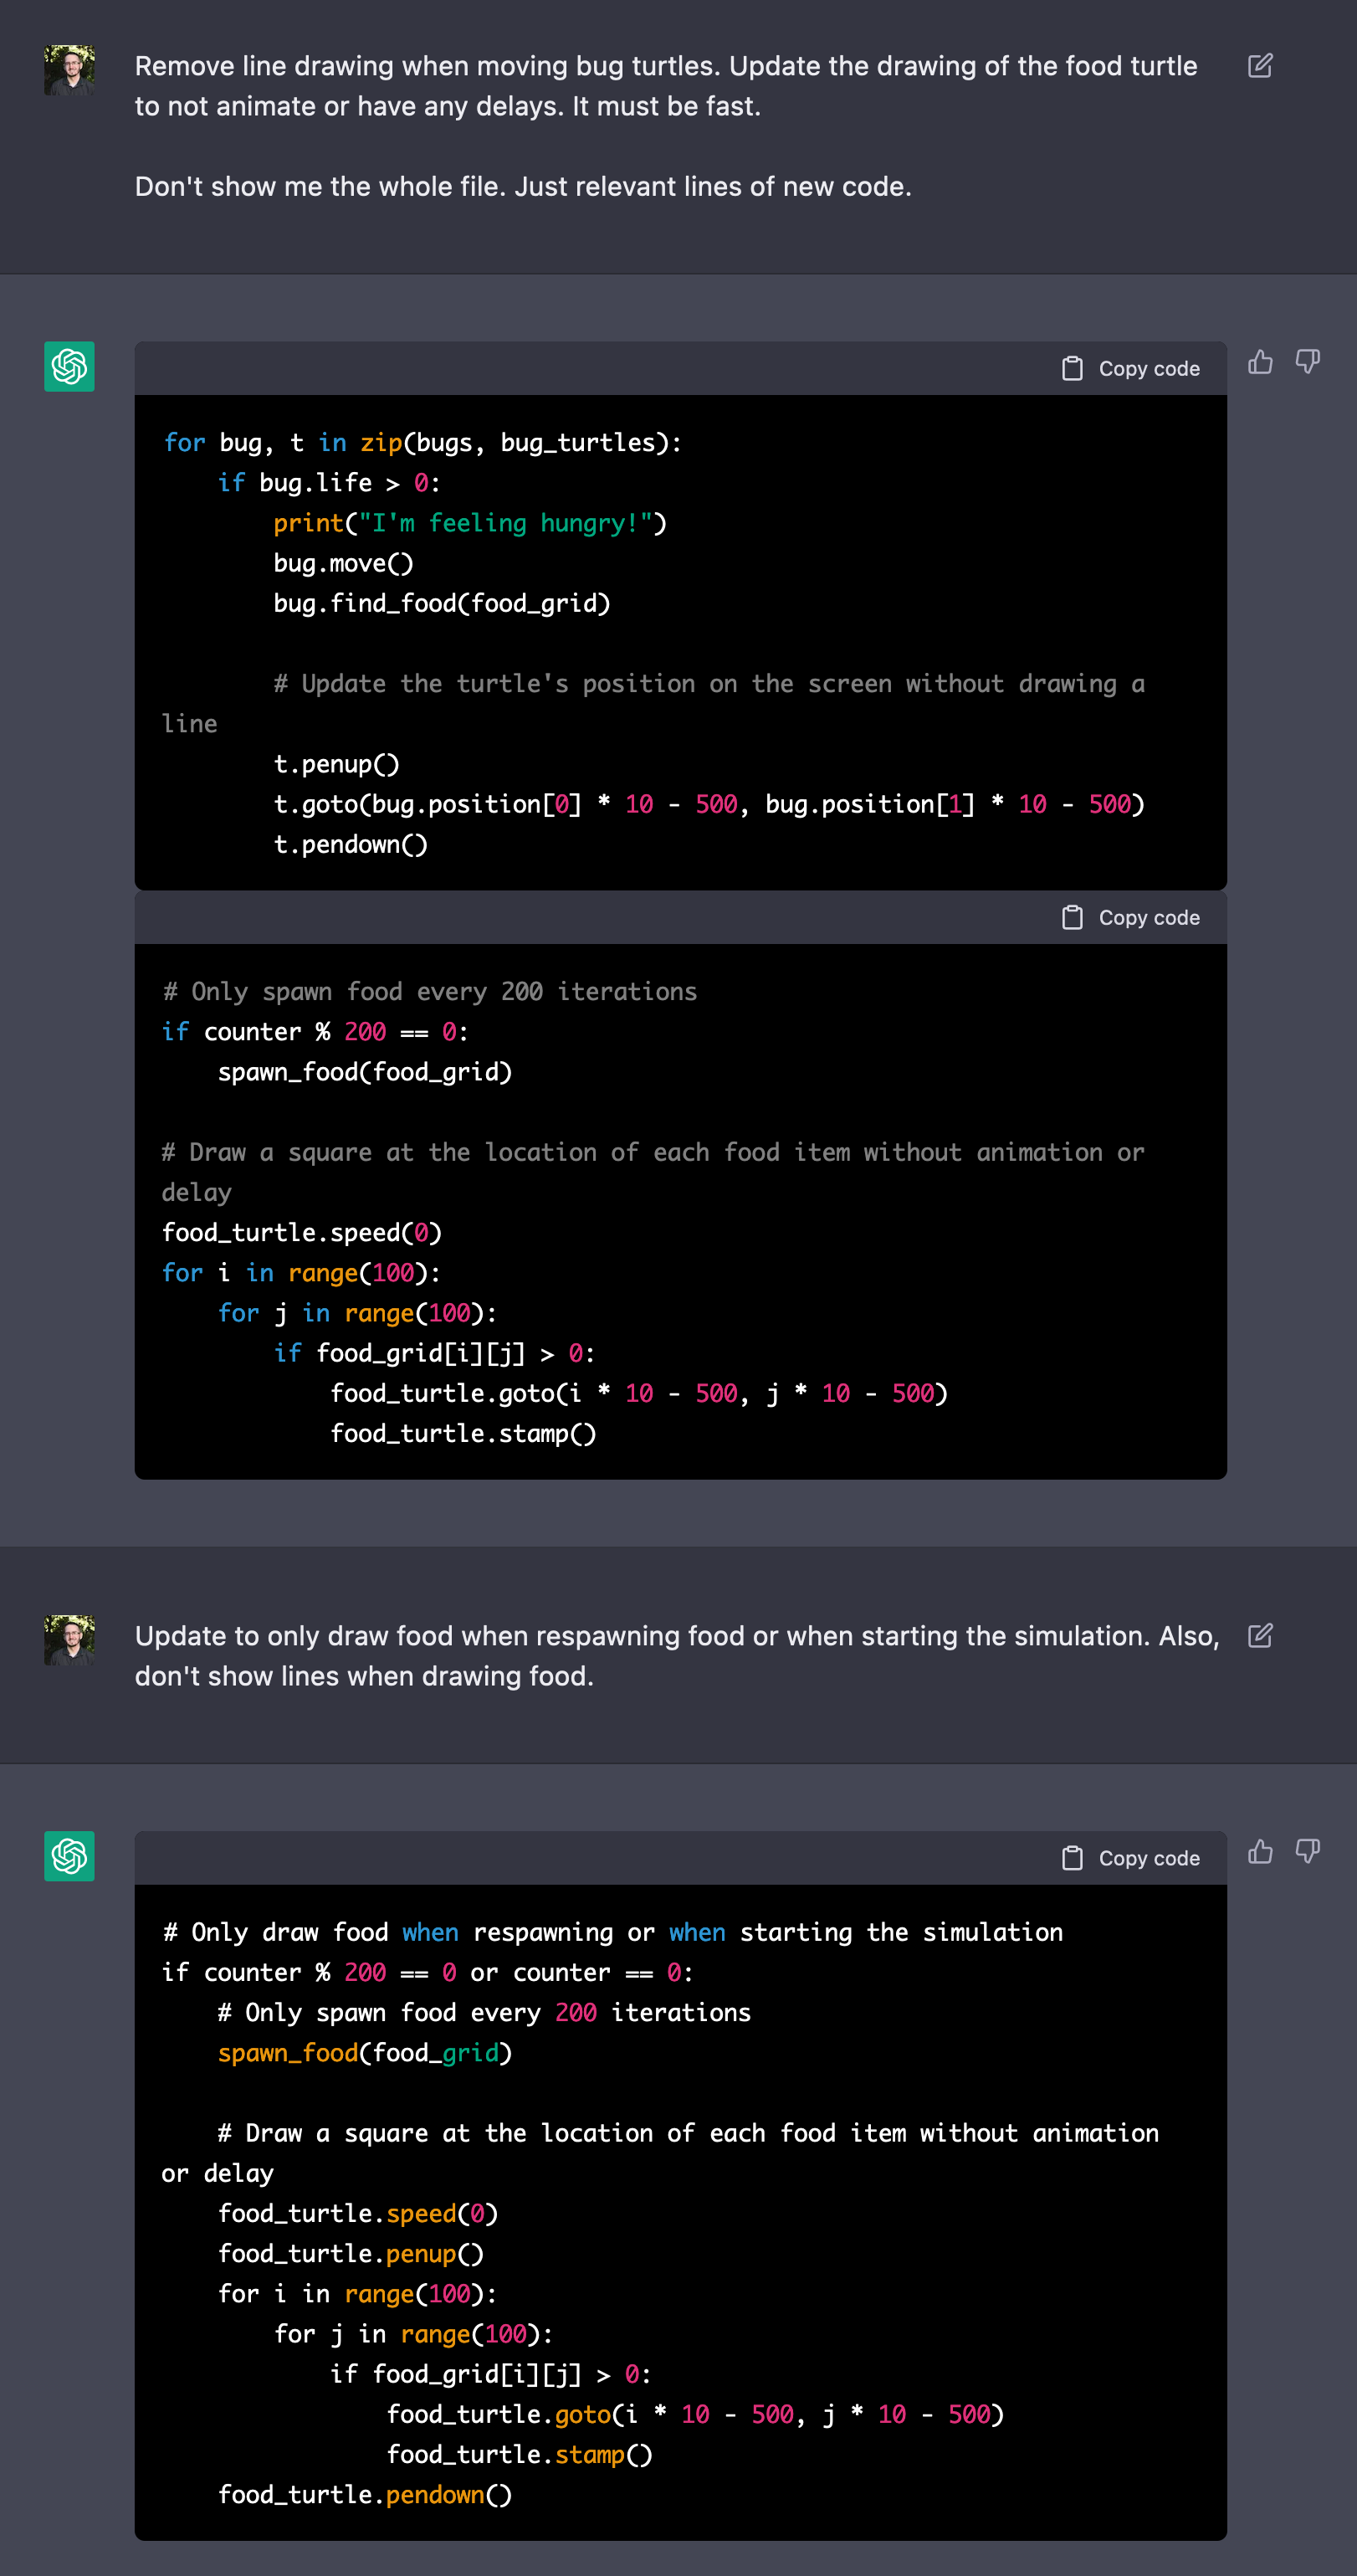 Remove line drawing when moving bug turtles. Update the drawing of the food turtle
to not animate or have any delays. It must be fast.
Don't show me the whole file. Just relevant lines of new code.
Copy code
for bug, t in zip(bugs, bug_turtles):
    if bug.life > 0:
        print("I'm feeling hungry!")
        bug.move()
        bug.find_food(food_grid)
        # Update the turtle's position on the screen without drawing a
line
        t.penup()
        t.goto(bug.position[0] * 10 - 500, bug.position[1] * 10 - 500)
        t.pendown()
Copy code
# Only spawn food every 200 iterations
if counter % 200 == 0:
    spawn_food(food_grid)
# Draw a square at the location of each food item without animation or
delay
food_turtle.speed(0)
for i in range(100):
    for j in range(100):
        if food_grid[i][j] > 0:
            food_turtle.goto(i * 10 - 500, j * 10 - 500)
            food_turtle.stamp()
Update to only draw food when respawning food or when starting the simulation. Also,
don't show lines when drawing food.
Copy code
# Only draw food when respawning or when starting the simulation
if counter % 200 == 0 or counter == 0:
    # Only spawn food every 200 iterations
    spawn_food(food_grid)
    # Draw a square at the location of each food item without animation
or delay
    food_turtle.speed(0)
    food_turtle.penup()
    for i in range(100):
        for j in range(100):
            if food_grid[i][j] > 0:
                food_turtle.goto(i * 10 - 500, j * 10 - 500)
                food_turtle.stamp()
    food_turtle.pendown()